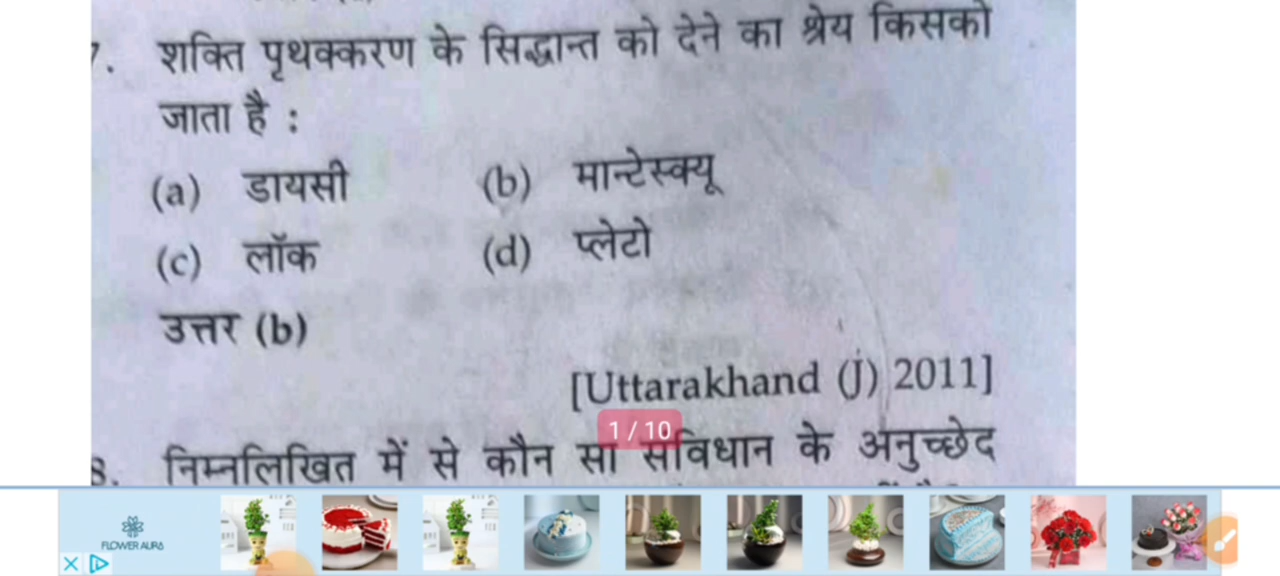 7. शक्ति पृथक्करण के सिद्धान्त को देने का श्रेय किसको
जाता है :
(a) डायसी (b) मान्टेस्क्यू
(c) लॉक (d) प्लेटो
उत्तर (b)
[Uttarakhand (J) 2011]
1 / 10
8. निम्नलिखित में से कौन सा संविधान के अनुच्छेद
FLOWER AURA